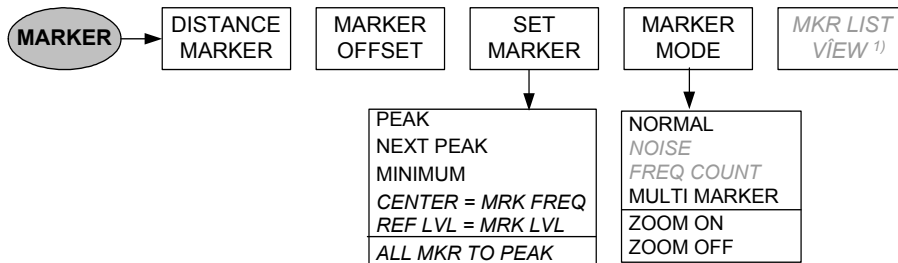 MARKER
DISTANCE
MARKER
MARKER
OFFSET
SET
MARKER
MARKER
MODE
MKR LIST
VÎEW 1)
PEAK
NEXT PEAK
MINIMUM
CENTER = MRK FREQ
REF LVL = MRK LVL
ALL MKR TO PEAK
NORMAL
NOISE
FREQ COUNT
MULTI MARKER
ZOOM ON
ZOOM OFF